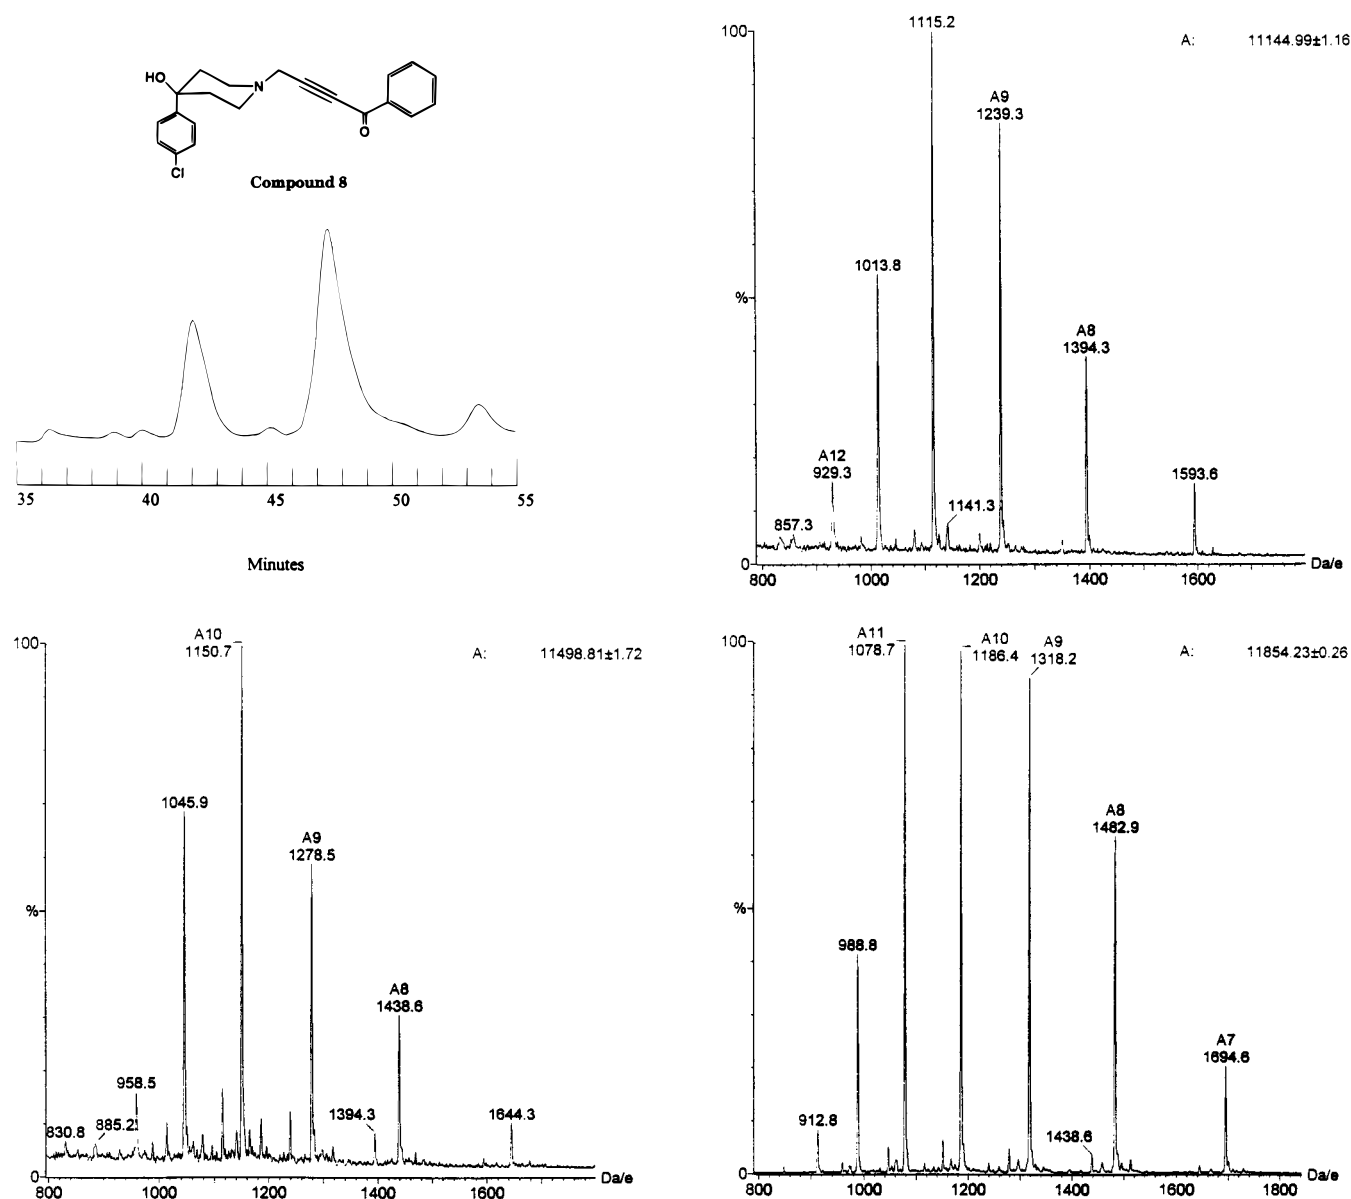 HO
N
O
Cl
Compound 8
35 40 45 50 55
Minutes
100
%
0
A: 11144.99±1.16
1115.2
A9
1239.3
1013.8
A8
1394.3
A12
929.3
857.3
1141.3
1593.6
800 1000 1200 1400 1600 Da/e
100
%
0
A: 11498.81±1.72
A10
1150.7
1045.9
A9
1278.5
A8
1438.6
958.5
830.8
885.2
1394.3
1644.3
800 1000 1200 1400 1600 Da/e
100
%
0
A: 11854.23±0.26
A11
1078.7
A10
1186.4
A9
1318.2
A8
1482.9
988.8
A7
1694.6
912.8
1438.6
800 1000 1200 1400 1600 1800 Da/e